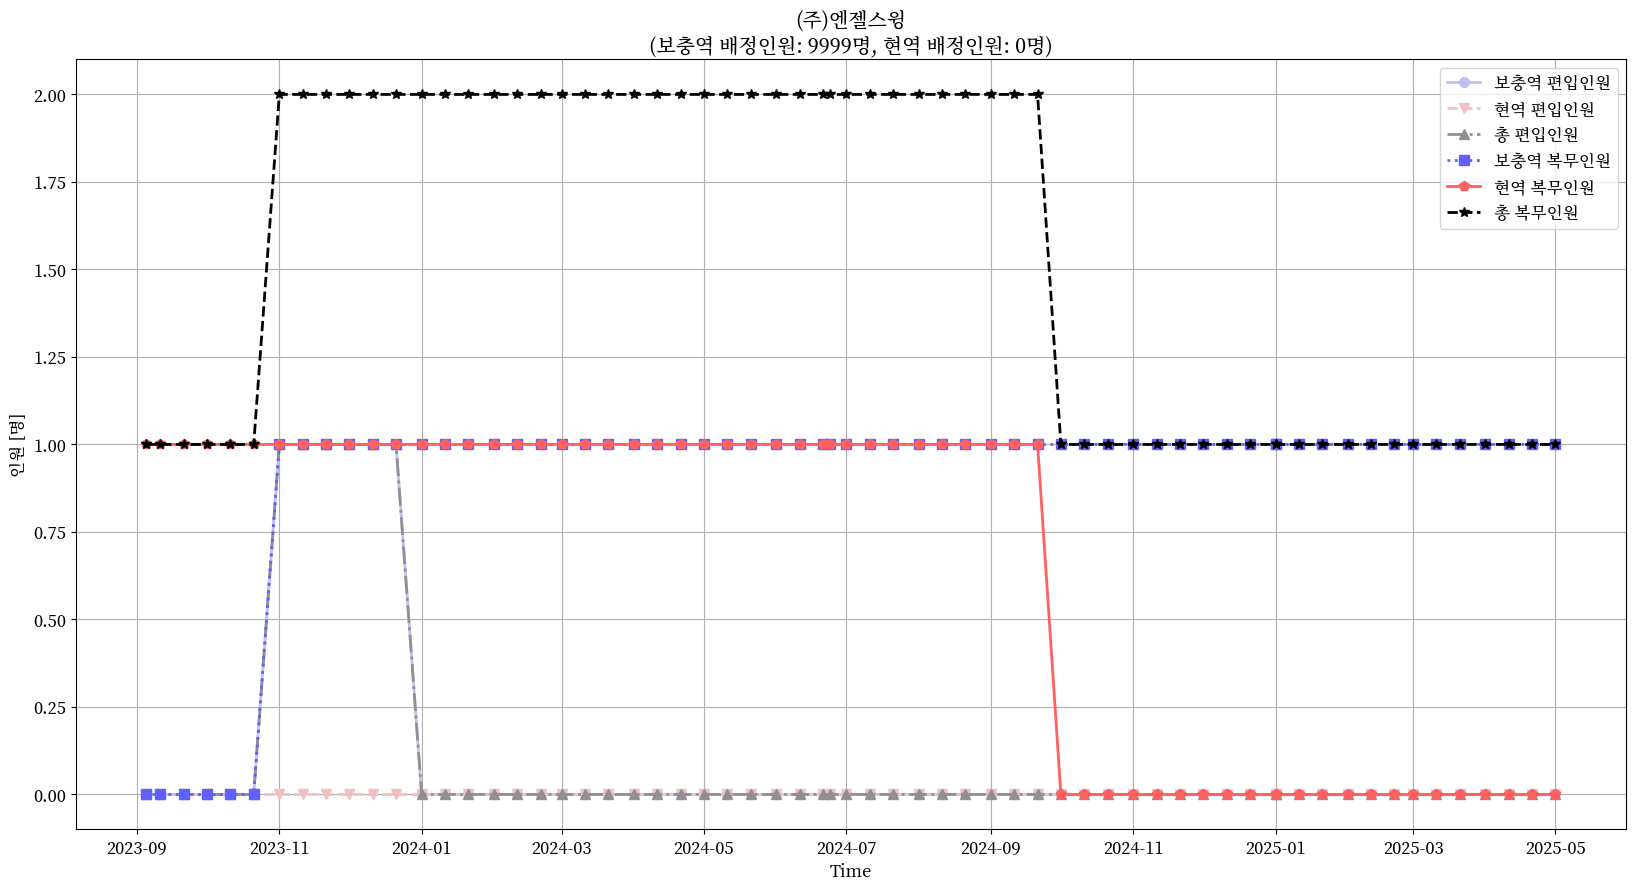 (주)엔젤스윙
(보충역 배정인원: 9999명, 현역 배정인원: 0명)
보충역 편입인원
현역 편입인원
총 편입인원
보충역 복무인원
현역 복무인원
총 복무인원
인원 [명]
2.00
1.75
1.50
1.25
1.00
0.75
0.50
0.25
0.00
2023-09 2023-11 2024-01 2024-03 2024-05 2024-07 2024-09 2024-11 2025-01 2025-03 2025-05
Time